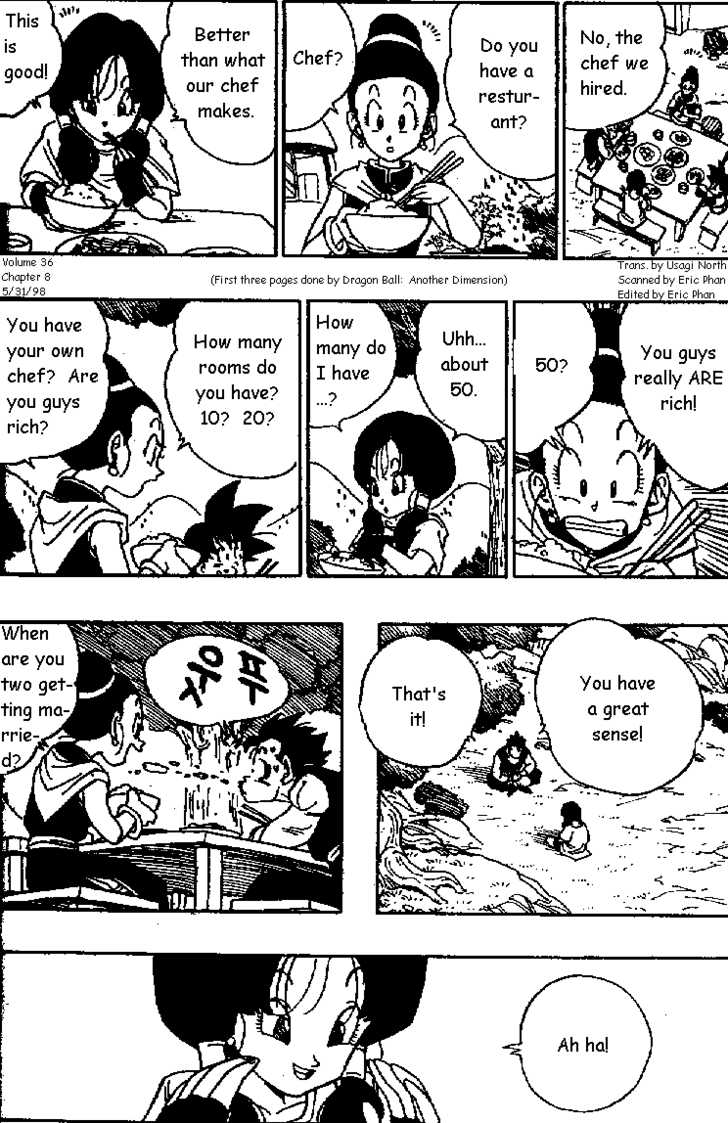 This
is
good!
Better
than what
our chef
makes.
Chef?
Do you
have a
restur-
ant?
No, the
chef we
hired.
Volume 36
Chapter 8
5/31/98
(First three pages done by Dragon Ball: Another Dimension)
Trans. by Usagi North
Scanned by Eric Phan
Edited by Eric Phan
You have
your own
chef? Are
you guys
rich?
How many
rooms do
you have?
10? 20?
How
many do
I have
...?
Uhh...
about
50.
50?
You guys
really ARE
rich!
When
are you
two get-
ting ma-
rrie-
d?
푸웃
That's
it!
You have
a great
sense!
Ah ha!